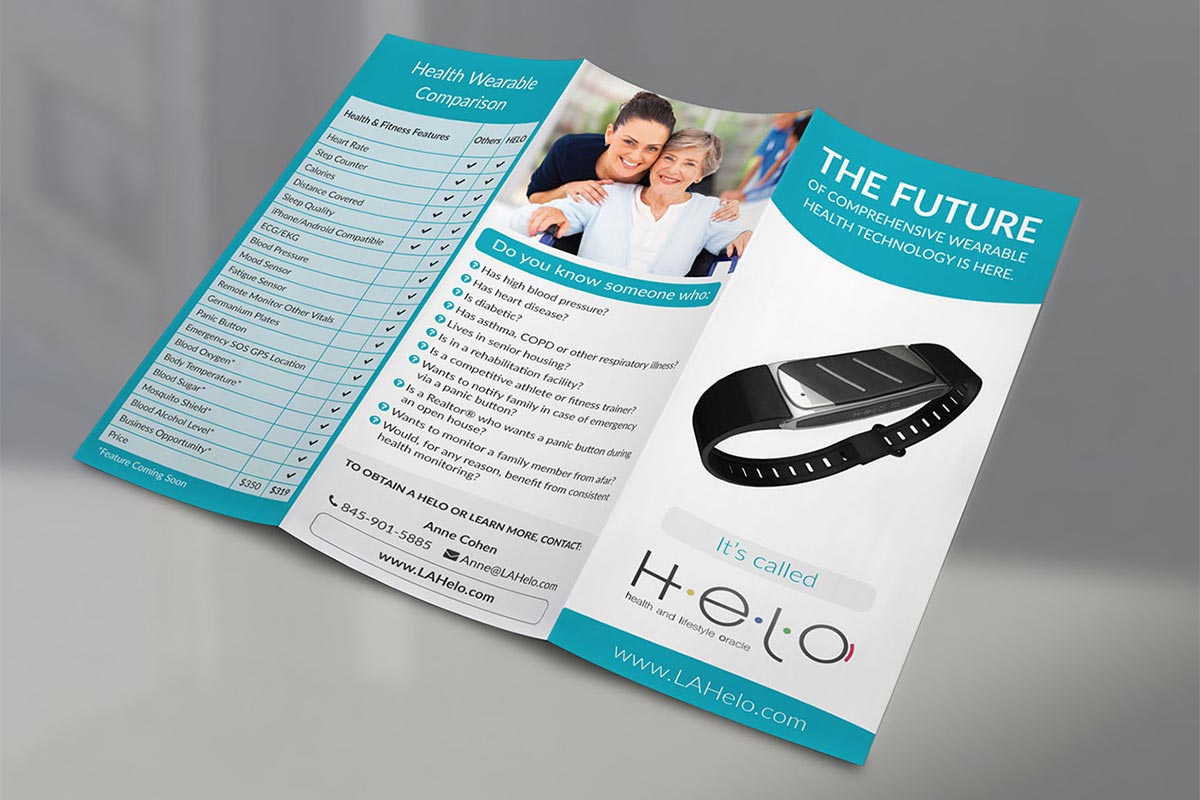 Health Wearable
Comparison
Health & Fitness Features Others HELO
Heart Rate
Step Counter
Calories
Distance Covered
Sleep Quality
iPhone/Android Compatible
ECG/EKG
Blood Pressure
Mood Sensor
Fatigue Sensor
Remote Monitor Other Vitals
Germanium Plates
Panic Button
Emergency SOS GPS Location
Blood Oxygen*
Body Temperature*
Blood Sugar*
Mosquito Shield*
Blood Alcohol Level*
Business Opportunity*
Price $350 $319
*Feature Coming Soon
Do you know someone who:
Has high blood pressure?
Has heart disease?
Is diabetic?
Has asthma, COPD or other respiratory illness?
Lives in senior housing?
Is in a rehabilitation facility?
Is a competitive athlete or fitness trainer?
Wants to notify family in case of emergency
via a panic button?
Is a Realtor® who wants a panic button during
an open house?
Wants to monitor a family member from afar?
Would, for any reason, benefit from consistent
health monitoring?
TO OBTAIN A HELO OR LEARN MORE, CONTACT:
Anne Cohen
845-901-5885 Anne@LAHelo.com
www.LAHelo.com
THE FUTURE
OF COMPREHENSIVE WEARABLE
HEALTH TECHNOLOGY IS HERE.
H·e·l·o
It's called
H·e·l·o
health and lifestyle oracle
www.LAHelo.com